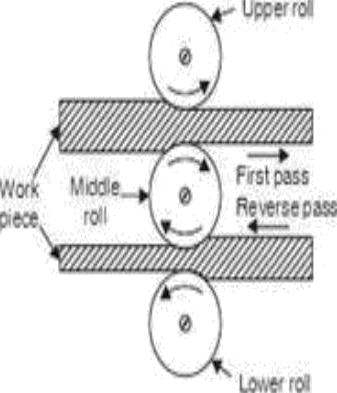 Upper roll
First pass
Reverse pass
Work
piece
Middle
roll
Lower roll